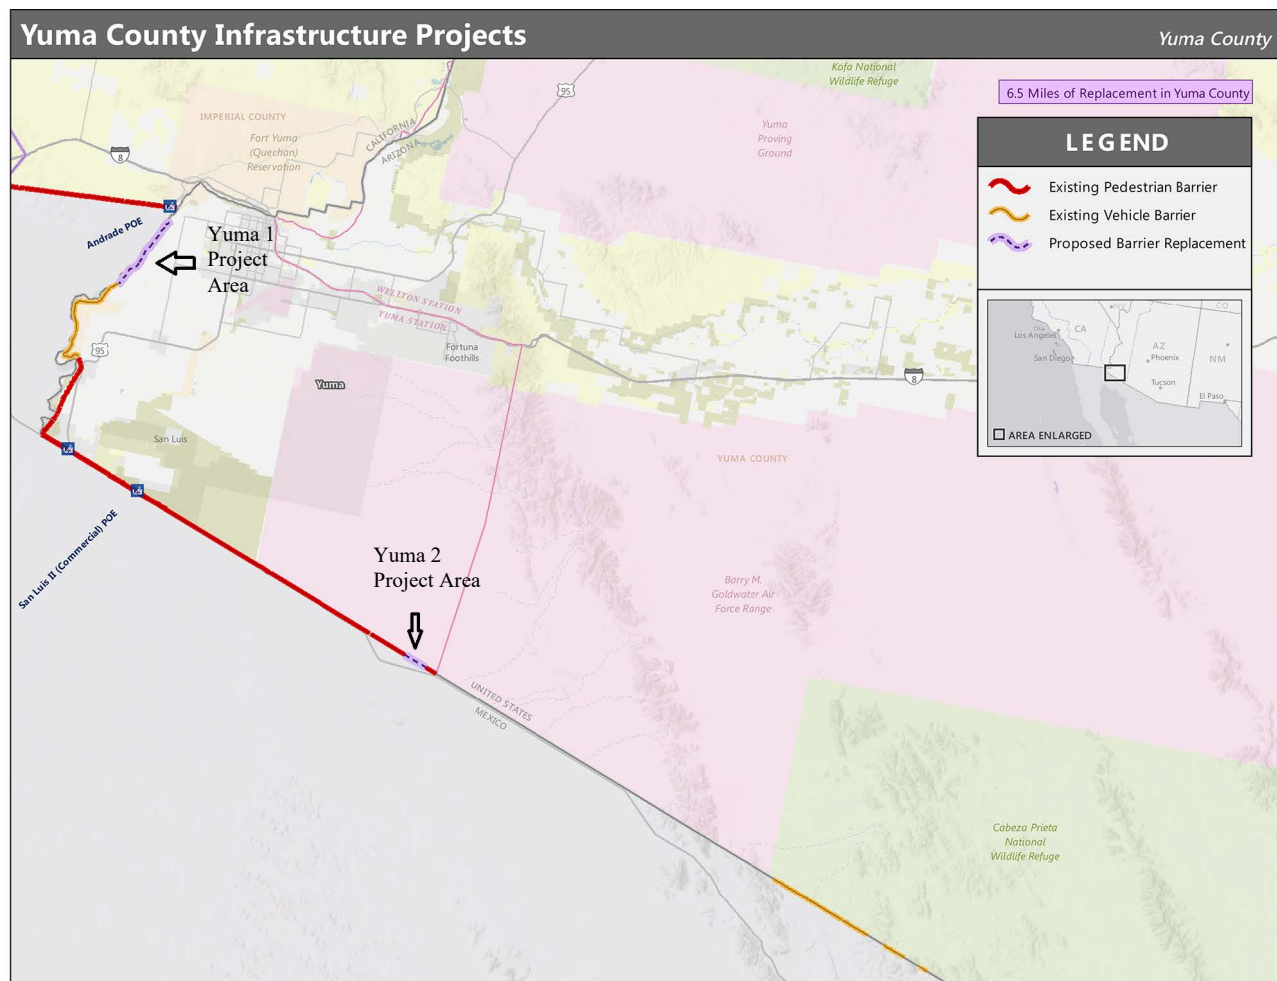 Yuma County Infrastructure Projects
Yuma County
Kofa National
Wildlife Refuge
95
6.5 Miles of Replacement in Yuma County
LEGEND
Existing Pedestrian Barrier
Existing Vehicle Barrier
Proposed Barrier Replacement
IMPERIAL COUNTY
Fort Yuma
(Quechan)
Reservation
CALIFORNIA
ARIZONA
Yuma
Proving
Ground
8
Andrade POE
Yuma 1
Project
Area
WELLTON STATION
YUMA STATION
Fortuna
Foothills
95
Yuma
8
NV
CO
Los Angeles
CA
AZ
Phoenix
NM
San Diego
Tucson
El Paso
AREA ENLARGED
San Luis
YUMA COUNTY
San Luis II (Commercial) POE
Yuma 2
Project Area
Barry M.
Goldwater Air
Force Range
UNITED STATES
MEXICO
Cabeza Prieta
National
Wildlife Refuge